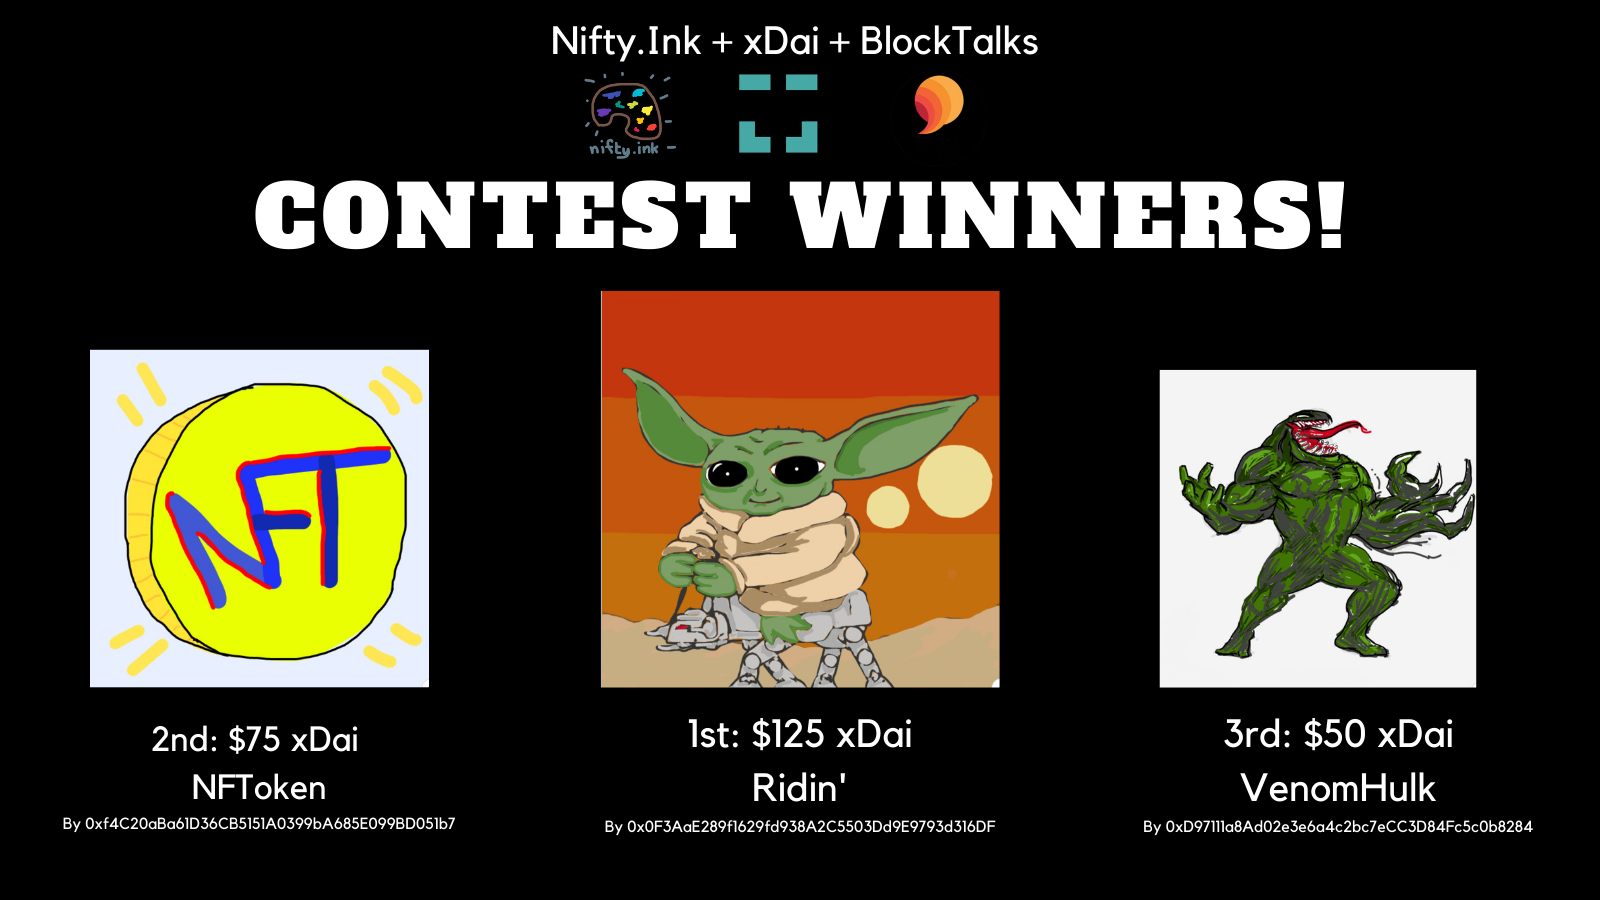 Nifty.Ink + xDai + BlockTalks
nifty.ink
CONTEST WINNERS!
NFT
2nd: $75 xDai
NFToken
By 0xf4C20aBa61D36CB5151A0399bA685E099BD051b7
1st: $125 xDai
Ridin'
By 0x0F3AaE289f1629fd938A2C5503Dd9E9793d316DF
3rd: $50 xDai
VenomHulk
By 0xD97111a8Ad02e3e6a4c2bc7eCC3D84Fc5c0b8284